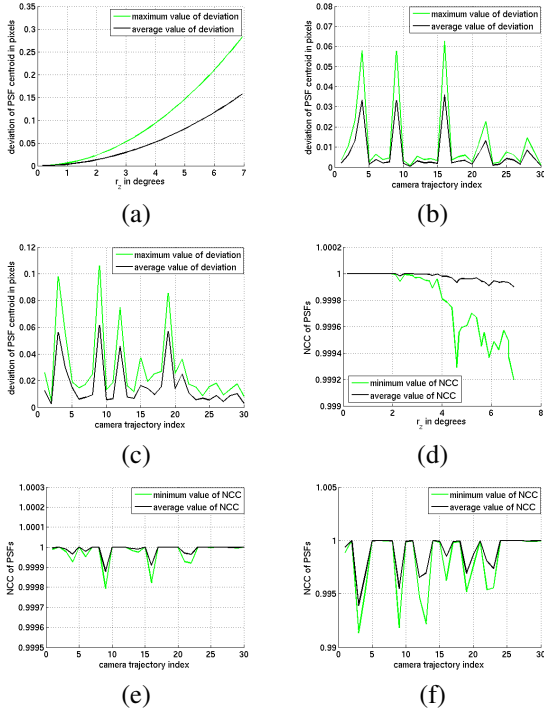 0.35
0.3
0.25
0.2
0.15
0.1
0.05
0
0 1 2 3 4 5 6 7
deviation of PSF centroid in pixels
r_z in degrees
maximum value of deviation
average value of deviation
(a)
0.08
0.07
0.06
0.05
0.04
0.03
0.02
0.01
0
0 5 10 15 20 25 30
deviation of PSF centroid in pixels
camera trajectory index
maximum value of deviation
average value of deviation
(b)
0.12
0.1
0.08
0.06
0.04
0.02
0
0 5 10 15 20 25 30
deviation of PSF centroid in pixels
camera trajectory index
maximum value of deviation
average value of deviation
(c)
1.0002
1
0.9998
0.9996
0.9994
0.9992
0.999
0 2 4 6 8
NCC of PSFs
r_z in degrees
minimum value of NCC
average value of NCC
(d)
1.0003
1.0002
1.0001
1
0.9999
0.9998
0.9997
0.9996
0.9995
0 5 10 15 20 25 30
NCC of PSFs
camera trajectory index
minimum value of NCC
average value of NCC
(e)
1.005
1
0.995
0.99
0 5 10 15 20 25 30
NCC of PSFs
camera trajectory index
minimum value of NCC
average value of NCC
(f)